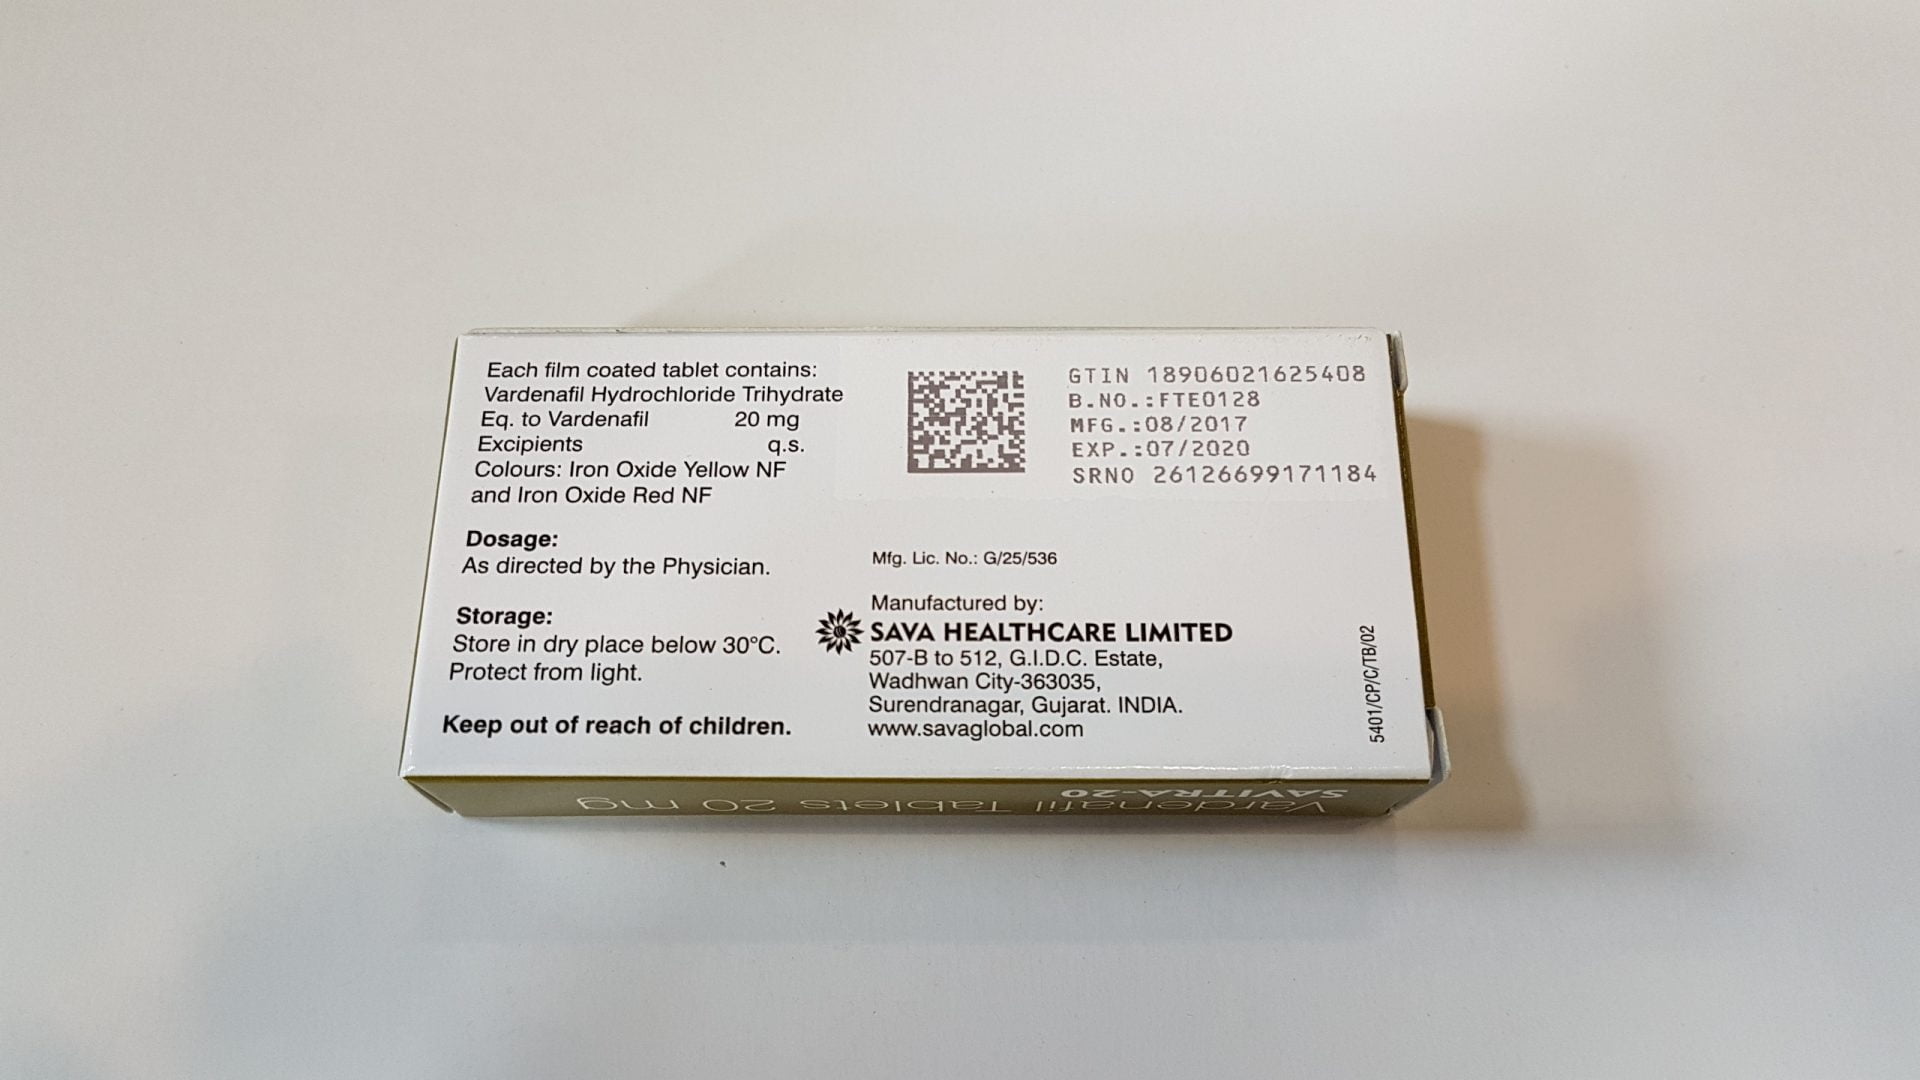 Each film coated tablet contains:
Vardenafil Hydrochloride Trihydrate
Eq. to Vardenafil 20 mg
Excipients q.s.
Colours: Iron Oxide Yellow NF
and Iron Oxide Red NF
Dosage:
As directed by the Physician.
Storage:
Store in dry place below 30°C.
Protect from light.
Keep out of reach of children.
GTIN 18906021625408
B.NO.:FTE0128
MFG.:08/2017
EXP.:07/2020
SRNO 26126699171184
Mfg. Lic. No.: G/25/536
Manufactured by:
SAVA HEALTHCARE LIMITED
507-B to 512, G.I.D.C. Estate,
Wadhwan City-363035,
Surendranagar, Gujarat. INDIA.
www.savaglobal.com
5401/CP/C/TB/02
SAVITRA-20
Vardenafil Tablets 20 mg